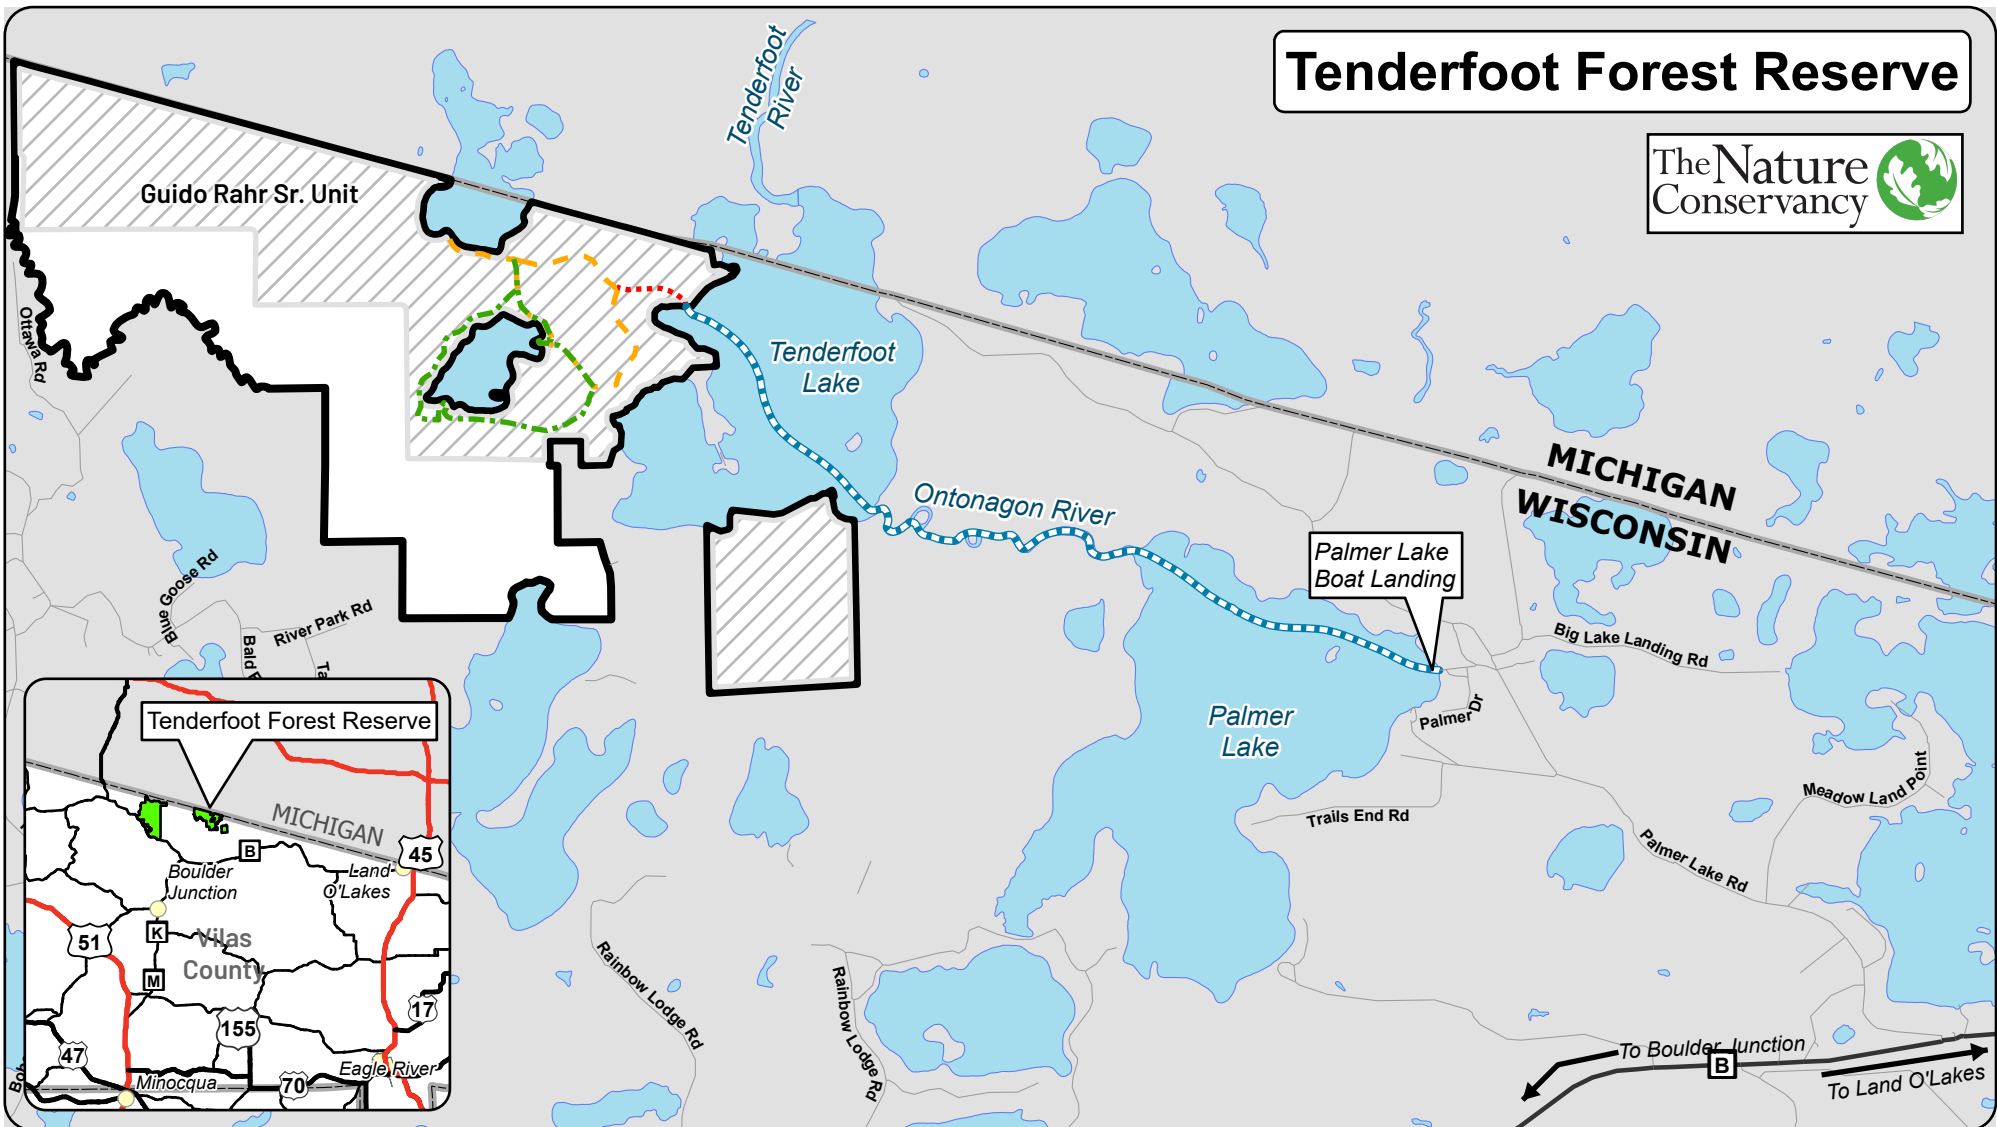 Tenderfoot Forest Reserve
The Nature
Conservancy
Tenderfoot
River
Guido Rahr Sr. Unit
Ottawa Rd
Tenderfoot
Lake
Ontonagon River
MICHIGAN
WISCONSIN
Palmer Lake
Boat Landing
Blue Goose Rd
River Park Rd
Bald
Ta
Big Lake Landing Rd
Palmer Dr
Palmer
Lake
Meadow Land Point
Trails End Rd
Palmer Lake Rd
Rainbow Lodge Rd
Rainbow Lodge Rd
To Boulder Junction
B
To Land O'Lakes
Tenderfoot Forest Reserve
MICHIGAN
45
B
Land
O'Lakes
Boulder
Junction
51
K
Vilas
County
M
17
155
47
Eagle River
Minocqua
70